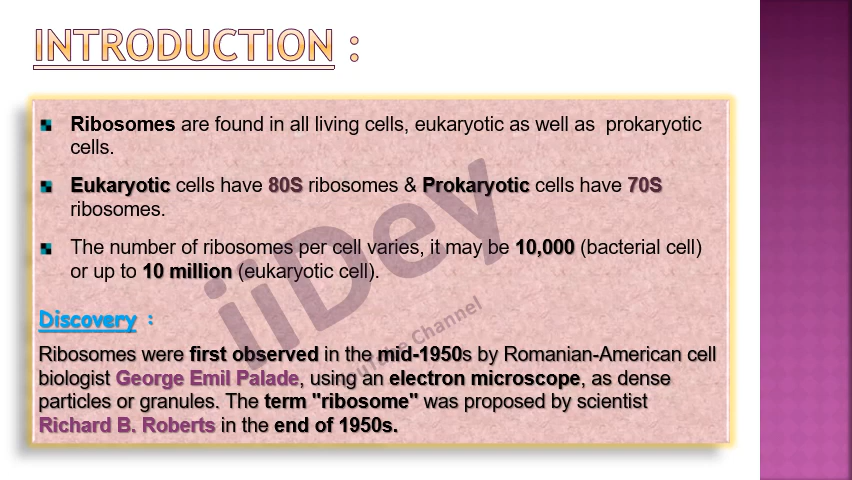 INTRODUCTION :
Ribosomes are found in all living cells, eukaryotic as well as prokaryotic
cells.
Eukaryotic cells have 80S ribosomes & Prokaryotic cells have 70S
ribosomes.
The number of ribosomes per cell varies, it may be 10,000 (bacterial cell)
or up to 10 million (eukaryotic cell).
Discovery :
Ribosomes were first observed in the mid-1950s by Romanian-American cell
biologist George Emil Palade, using an electron microscope, as dense
particles or granules. The term "ribosome" was proposed by scientist
Richard B. Roberts in the end of 1950s.
iiDey
Channel